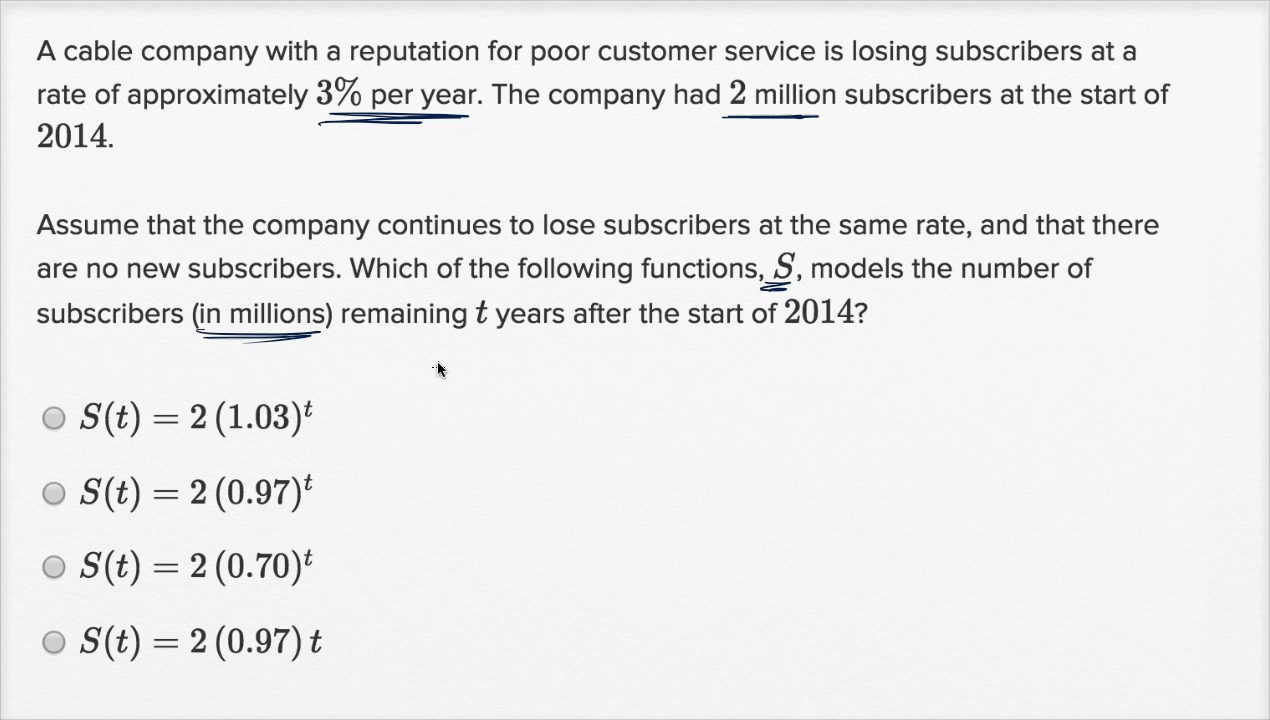 A cable company with a reputation for poor customer service is losing subscribers at a
rate of approximately 3% per year. The company had 2 million subscribers at the start of
2014.
Assume that the company continues to lose subscribers at the same rate, and that there
are no new subscribers. Which of the following functions, S, models the number of
subscribers (in millions) remaining t years after the start of 2014?
S(t) = 2 (1.03)^t
S(t) = 2 (0.97)^t
S(t) = 2 (0.70)^t
S(t) = 2 (0.97) t